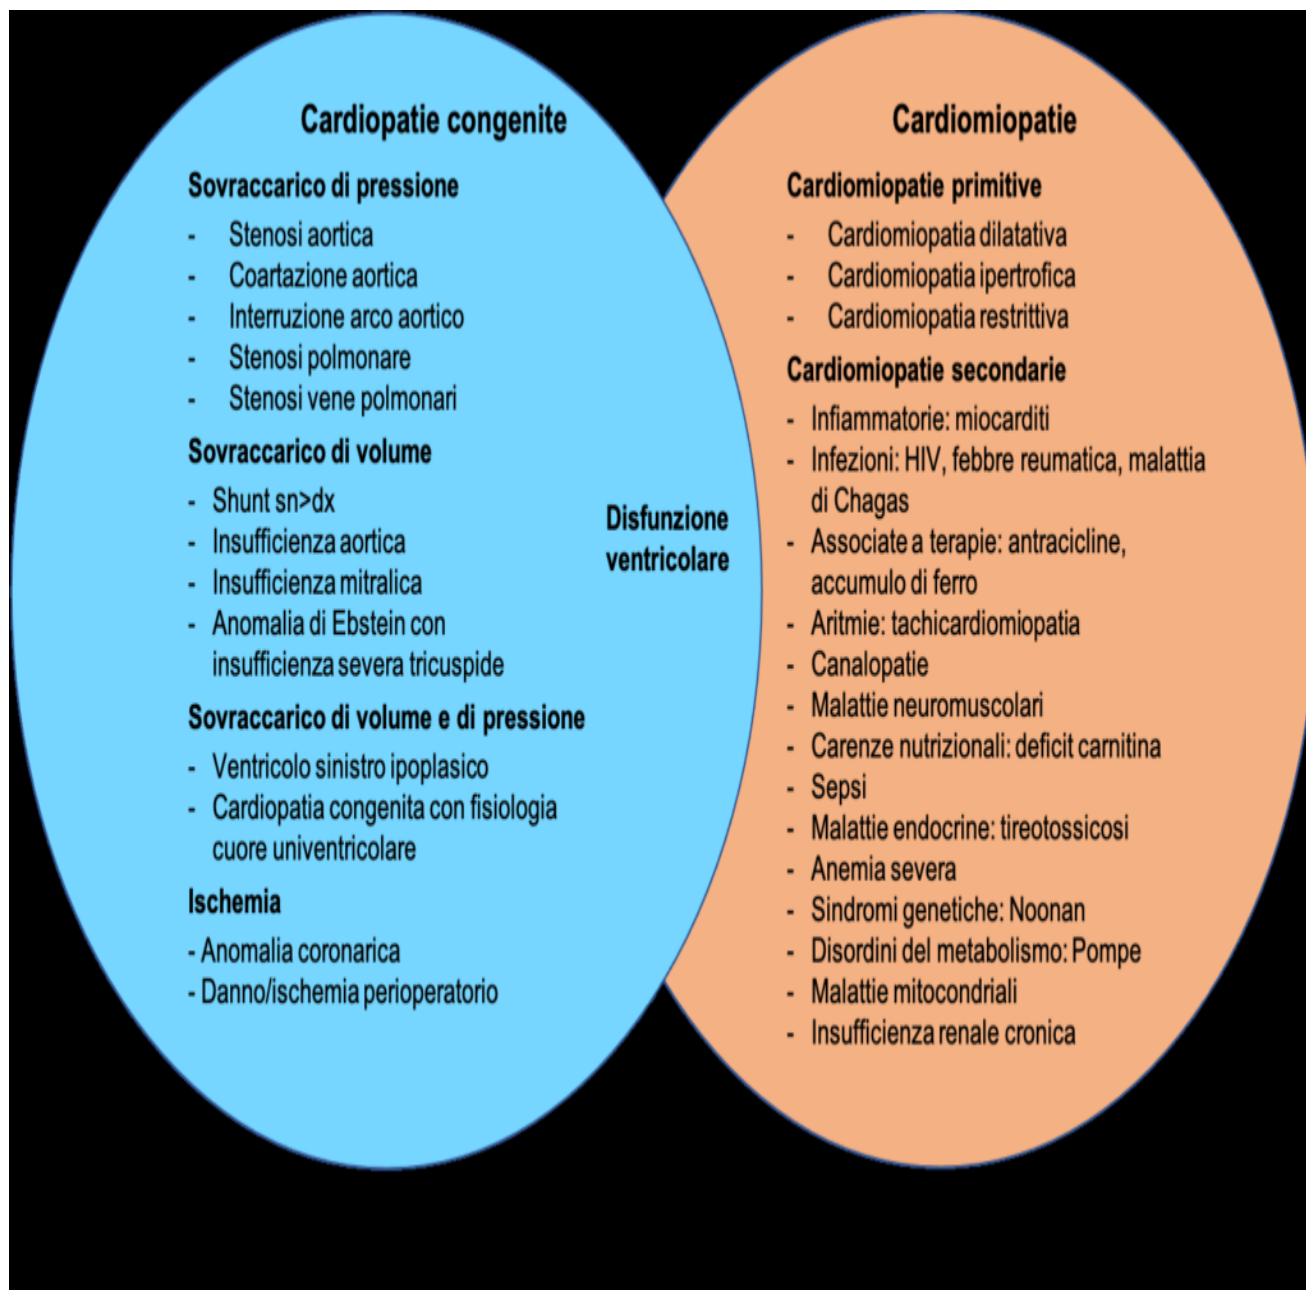 Cardiopatie congenite
Sovraccarico di pressione
- Stenosi aortica
- Coartazione aortica
- Interruzione arco aortico
- Stenosi polmonare
- Stenosi vene polmonari
Sovraccarico di volume
- Shunt sn>dx
- Insufficienza aortica
- Insufficienza mitralica
- Anomalia di Ebstein con
insufficienza severa tricuspide
Sovraccarico di volume e di pressione
- Ventricolo sinistro ipoplasico
- Cardiopatia congenita con fisiologia
cuore univentricolare
Ischemia
- Anomalia coronarica
- Danno/ischemia perioperatorio
Disfunzione
ventricolare
Cardiomiopatie
Cardiomiopatie primitive
- Cardiomiopatia dilatativa
- Cardiomiopatia ipertrofica
- Cardiomiopatia restrittiva
Cardiomiopatie secondarie
- Infiammatorie: miocarditi
- Infezioni: HIV, febbre reumatica, malattia
di Chagas
- Associate a terapie: antracicline,
accumulo di ferro
- Aritmie: tachicardiomiopatia
- Canalopatie
- Malattie neuromuscolari
- Carenze nutrizionali: deficit carnitina
- Sepsi
- Malattie endocrine: tireotossicosi
- Anemia severa
- Sindromi genetiche: Noonan
- Disordini del metabolismo: Pompe
- Malattie mitocondriali
- Insufficienza renale cronica